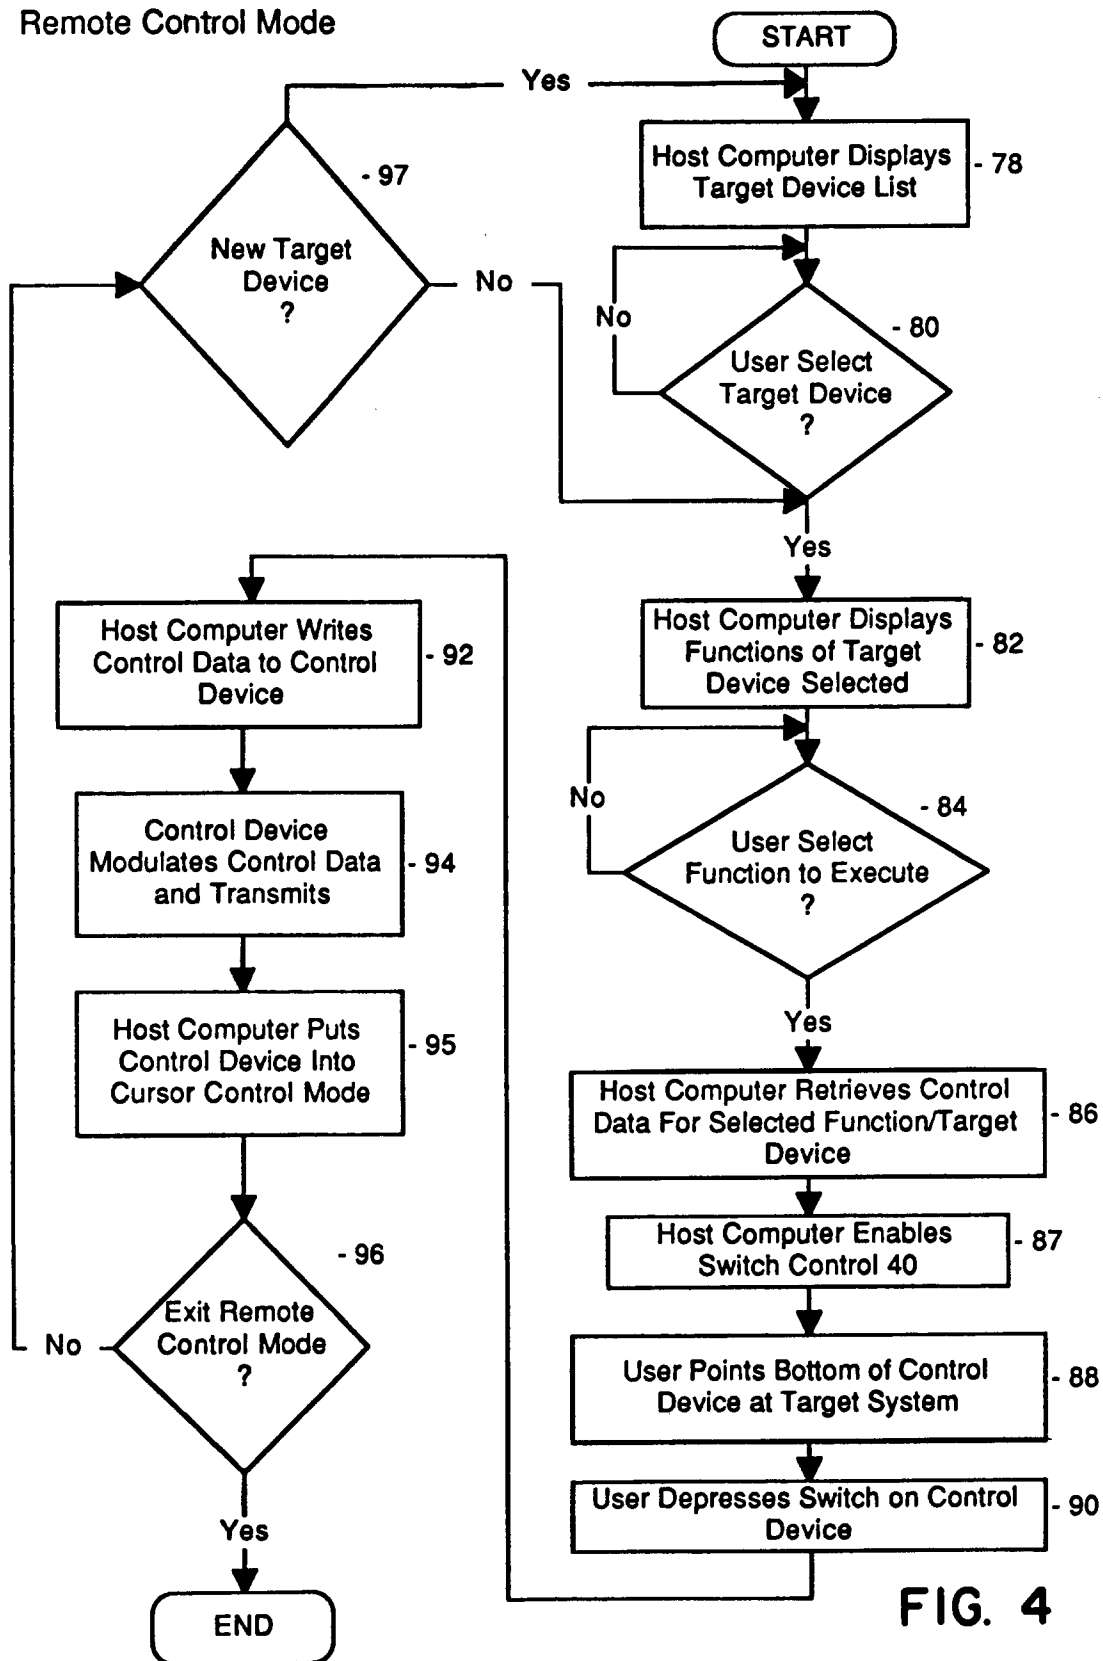 Remote Control Mode
START
Yes
Host Computer Displays
Target Device List
- 78
- 97
New Target
Device
?
No
No
- 80
User Select
Target Device
?
Yes
Host Computer Displays
Functions of Target
Device Selected
- 82
No
- 84
User Select
Function to Execute
?
Yes
Host Computer Retrieves Control
Data For Selected Function/Target
Device
- 86
Host Computer Enables
Switch Control 40
- 87
User Points Bottom of Control
Device at Target System
- 88
User Depresses Switch on Control
Device
- 90
Host Computer Writes
Control Data to Control
Device
- 92
Control Device
Modulates Control Data
and Transmits
- 94
Host Computer Puts
Control Device Into
Cursor Control Mode
- 95
- 96
Exit Remote
Control Mode
?
No
Yes
END
FIG. 4